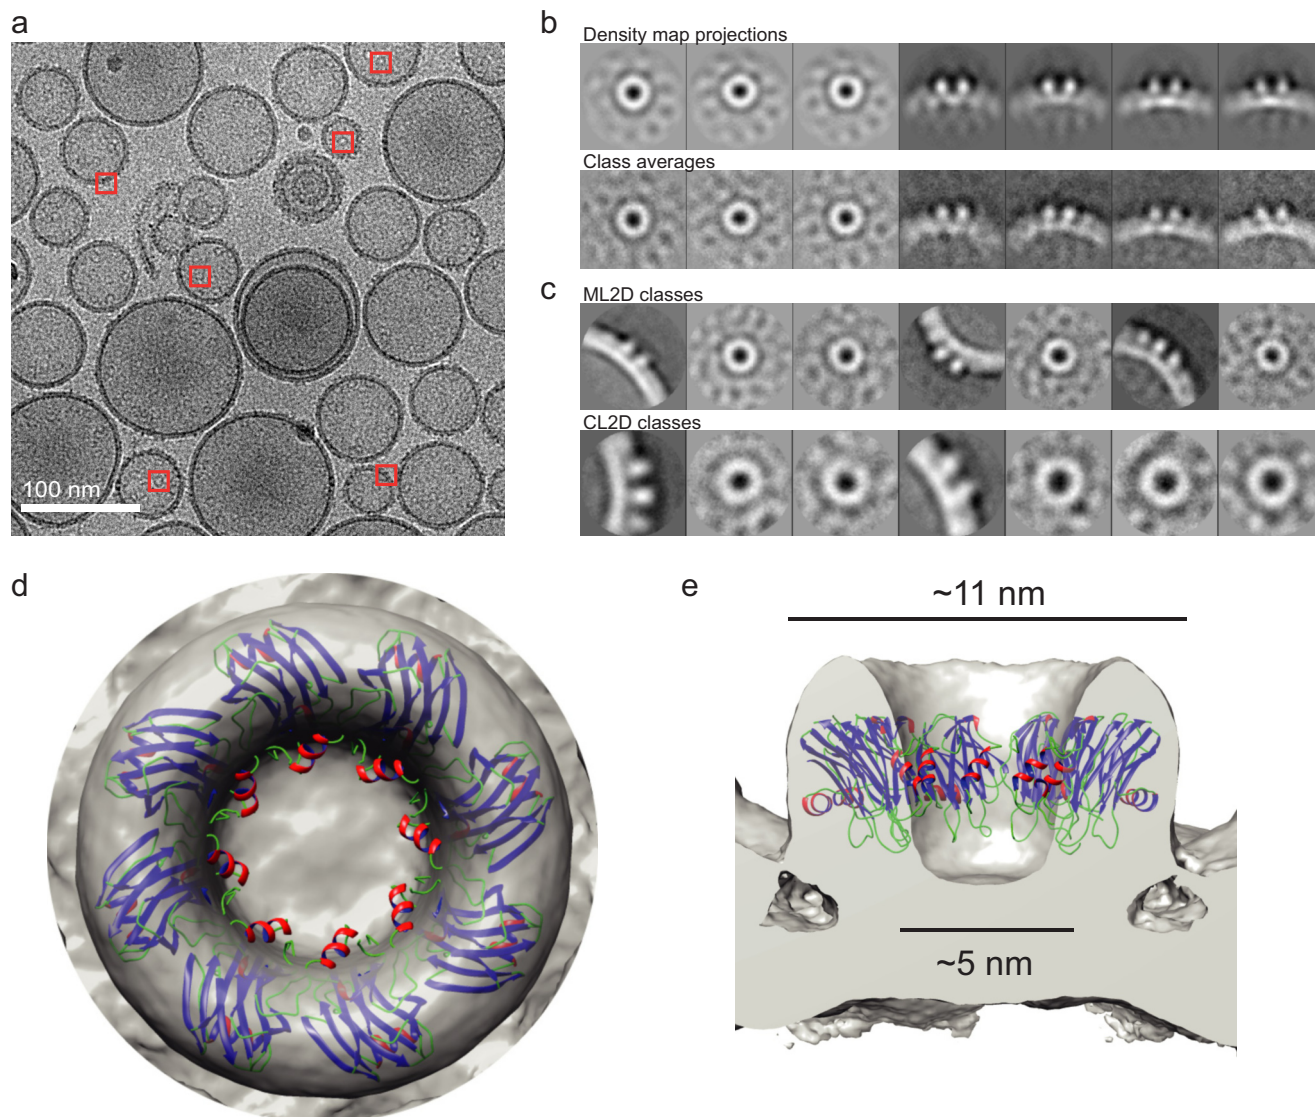 a
100 nm
b
Density map projections
Class averages
c
ML2D classes
CL2D classes
d
e
~11 nm
~5 nm